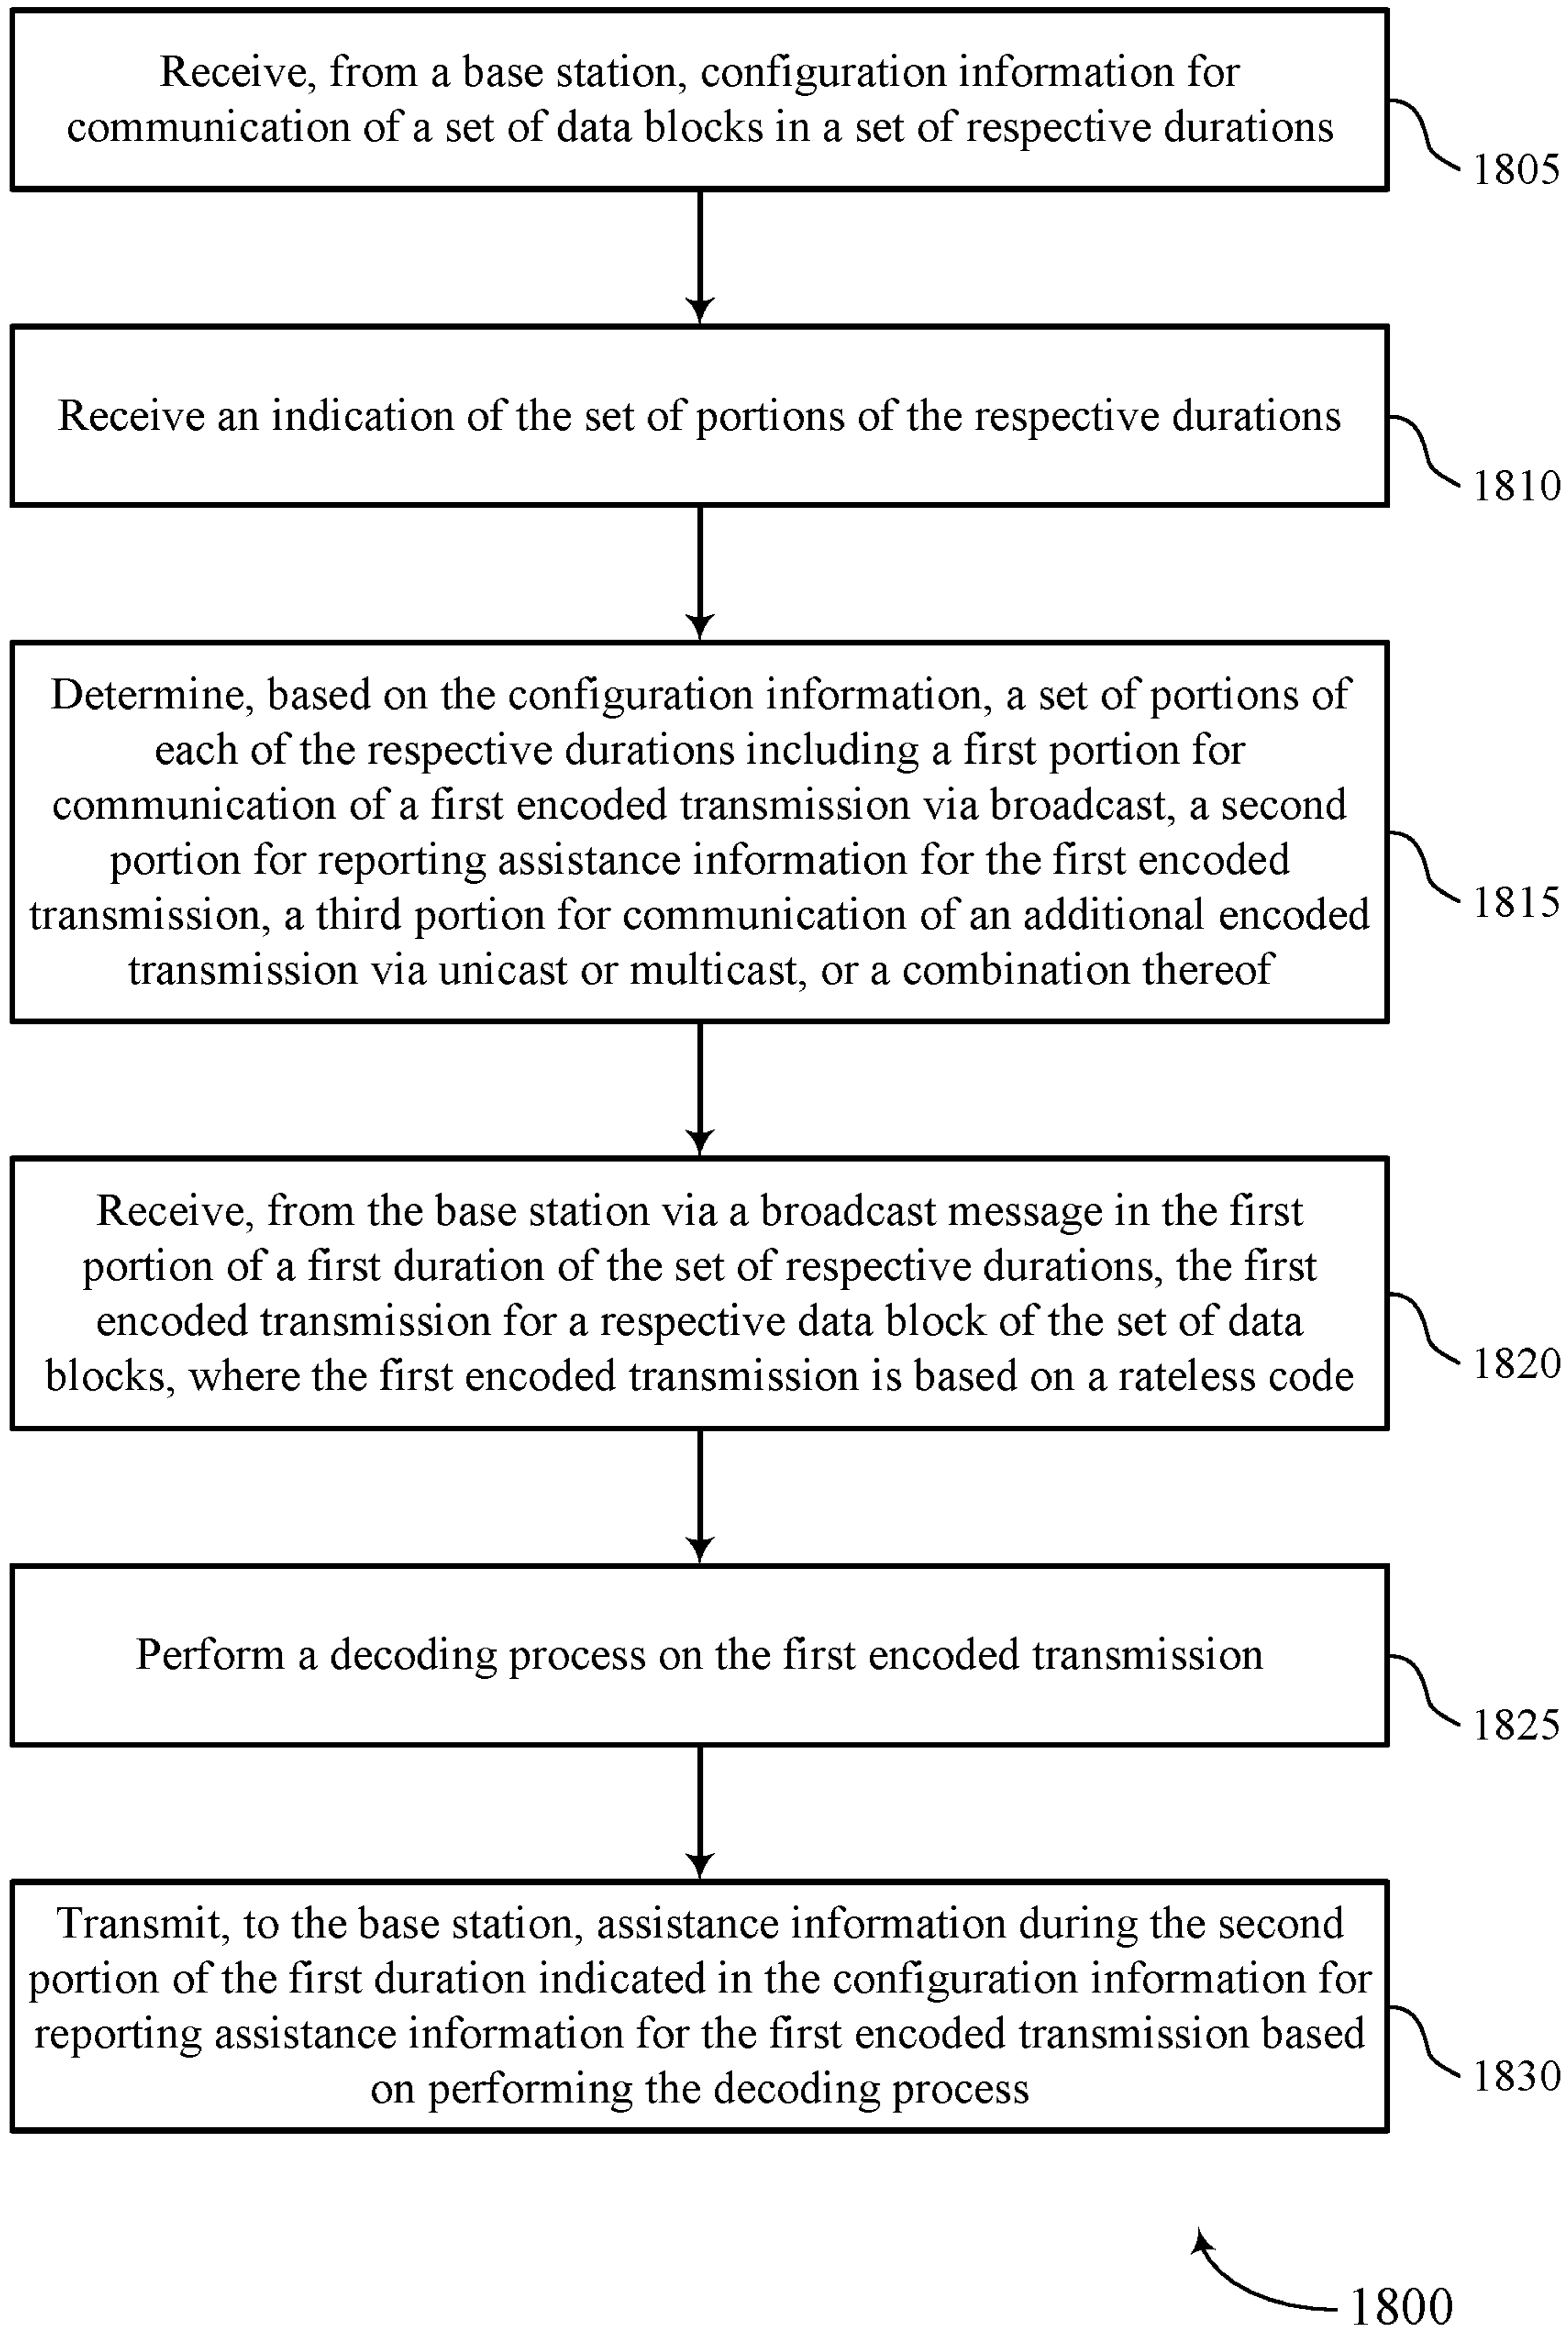 Receive, from a base station, configuration information for
communication of a set of data blocks in a set of respective durations
1805
Receive an indication of the set of portions of the respective durations
1810
Determine, based on the configuration information, a set of portions of
each of the respective durations including a first portion for
communication of a first encoded transmission via broadcast, a second
portion for reporting assistance information for the first encoded
transmission, a third portion for communication of an additional encoded
transmission via unicast or multicast, or a combination thereof
1815
Receive, from the base station via a broadcast message in the first
portion of a first duration of the set of respective durations, the first
encoded transmission for a respective data block of the set of data
blocks, where the first encoded transmission is based on a rateless code
1820
Perform a decoding process on the first encoded transmission
1825
Transmit, to the base station, assistance information during the second
portion of the first duration indicated in the configuration information for
reporting assistance information for the first encoded transmission based
on performing the decoding process
1830
1800